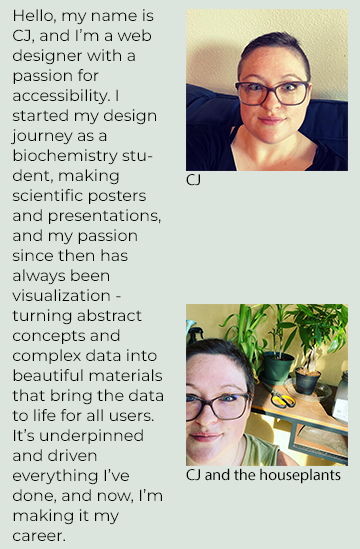 Hello, my name is
CJ, and I’m a web
designer with a
passion for
accessibility. I
started my design
journey as a
biochemistry stu-
dent, making
scientific posters
and presentations,
and my passion
since then has
always been
visualization -
turning abstract
concepts and
complex data into
beautiful materials
that bring the data
to life for all users.
It’s underpinned
and driven
everything I’ve
done, and now, I’m
making it my
career.
CJ
CJ and the houseplants